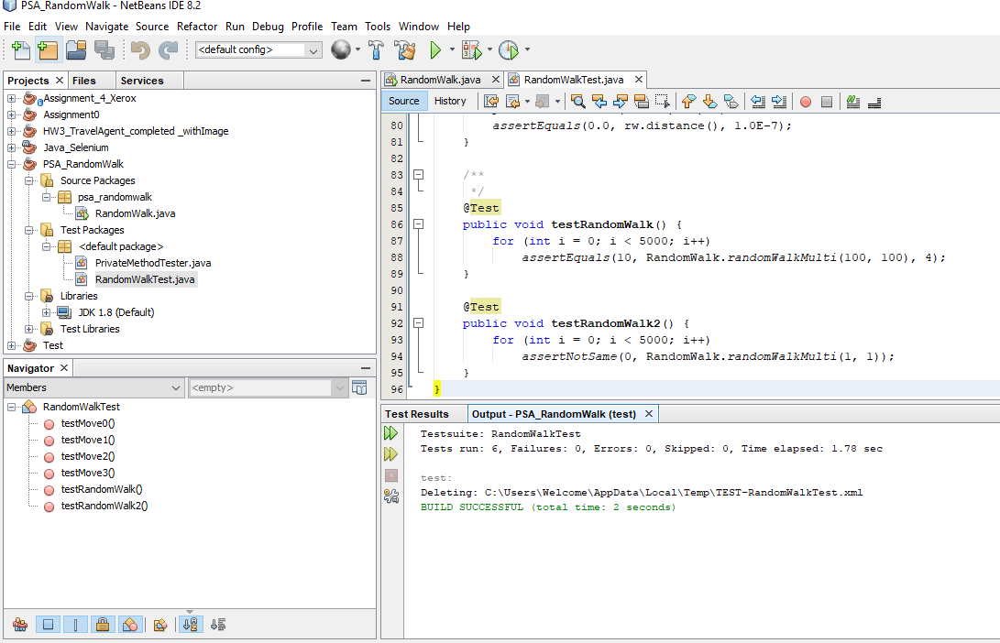 PSA_RandomWalk - NetBeans IDE 8.2
File Edit View Navigate Source Refactor Run Debug Profile Team Tools Window Help
<default config>
Projects Files Services
Assignment_4_Xerox
Assignment0
HW3_TravelAgent_completed _withImage
Java_Selenium
PSA_RandomWalk
Source Packages
psa_randomwalk
RandomWalk.java
Test Packages
<default package>
PrivateMethodTester.java
RandomWalkTest.java
Libraries
JDK 1.8 (Default)
Test Libraries
Test
Navigator
Members <empty>
RandomWalkTest
testMove0()
testMove1()
testMove2()
testMove3()
testRandomWalk()
testRandomWalk2()
RandomWalk.java RandomWalkTest.java
Source History
80 assertEquals(0.0, rw.distance(), 1.0E-7);
81 }
82
83 /**
84 */
85 @Test
86 public void testRandomWalk() {
87 for (int i = 0; i < 5000; i++)
88 assertEquals(10, RandomWalk.randomWalkMulti(100, 100), 4);
89 }
90
91 @Test
92 public void testRandomWalk2() {
93 for (int i = 0; i < 5000; i++)
94 assertNotSame(0, RandomWalk.randomWalkMulti(1, 1));
95 }
96 }
Test Results Output - PSA_RandomWalk (test)
Testsuite: RandomWalkTest
Tests run: 6, Failures: 0, Errors: 0, Skipped: 0, Time elapsed: 1.78 sec
test:
Deleting: C:\Users\Welcome\AppData\Local\Temp\TEST-RandomWalkTest.xml
BUILD SUCCESSFUL (total time: 2 seconds)